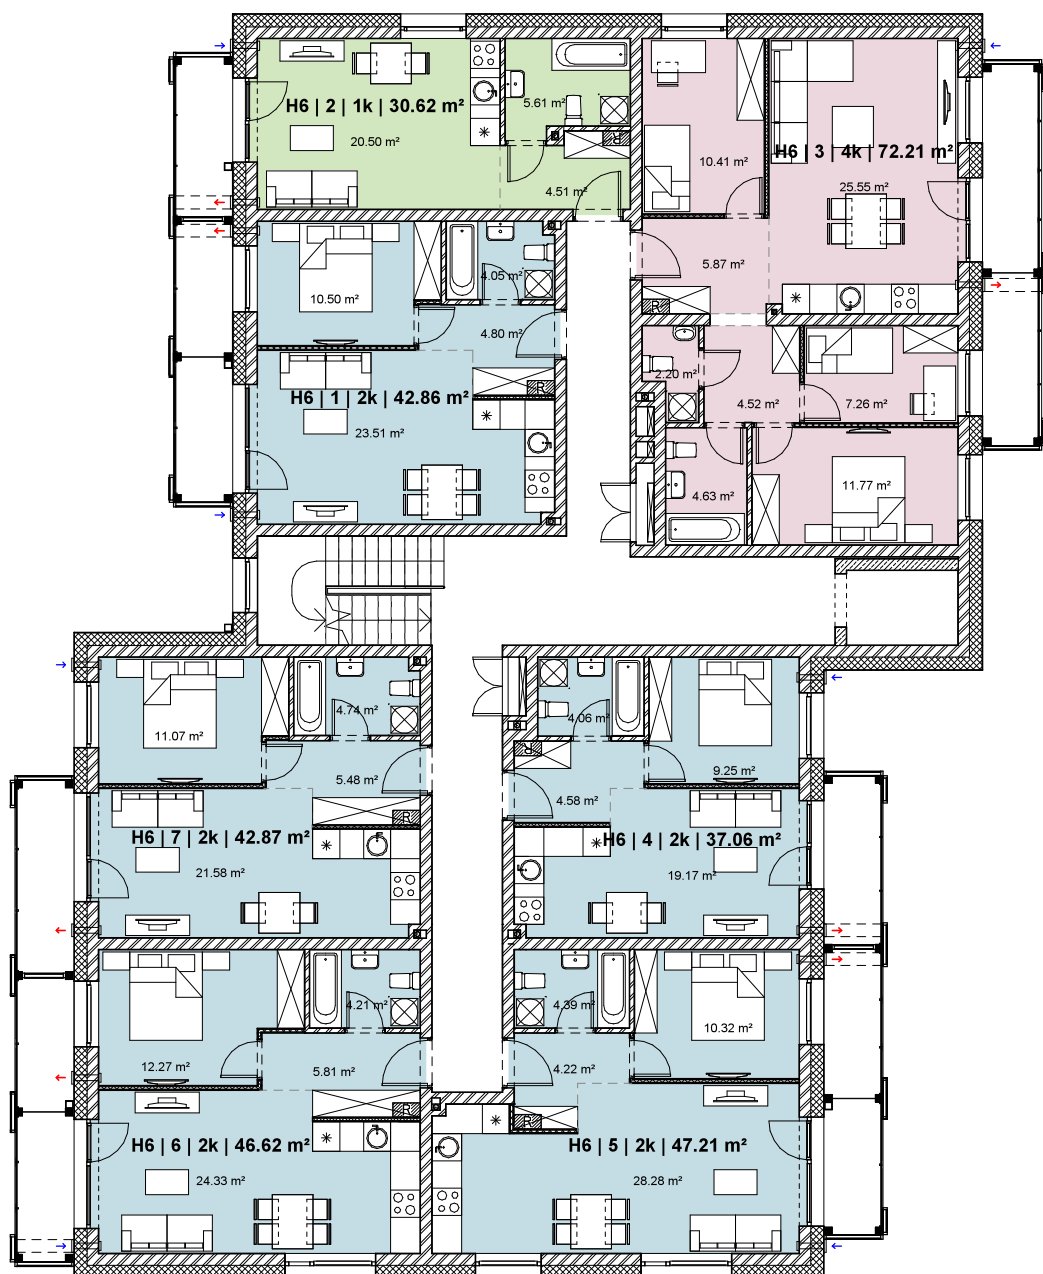 H6 | 2 | 1k | 30.62 m²
20.50 m²
5.61 m²
4.51 m²
R
H6 | 3 | 4k | 72.21 m²
10.41 m²
25.55 m²
5.87 m²
R
2.20 m²
4.52 m²
7.26 m²
4.63 m²
11.77 m²
10.50 m²
4.05 m²
4.80 m²
H6 | 1 | 2k | 42.86 m²
R
23.51 m²
11.07 m²
4.74 m²
5.48 m²
R
H6 | 7 | 2k | 42.87 m²
21.58 m²
4.06 m²
R
9.25 m²
4.58 m²
H6 | 4 | 2k | 37.06 m²
19.17 m²
12.27 m²
4.21 m²
5.81 m²
R
H6 | 6 | 2k | 46.62 m²
24.33 m²
4.39 m²
10.32 m²
4.22 m²
R
H6 | 5 | 2k | 47.21 m²
28.28 m²